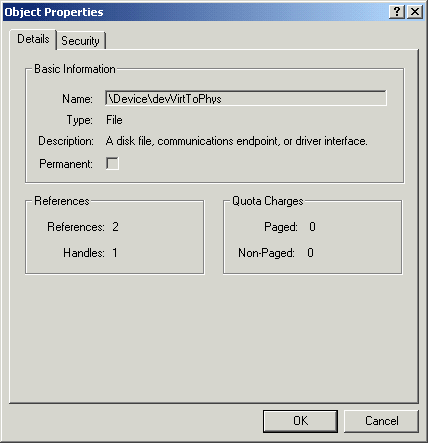 Object Properties
Details Security
Basic Information
Name: \Device\devVirtToPhys
Type: File
Description: A disk file, communications endpoint, or driver interface.
Permanent:
References Quota Charges
References: 2 Paged: 0
Handles: 1 Non-Paged: 0
OK Cancel